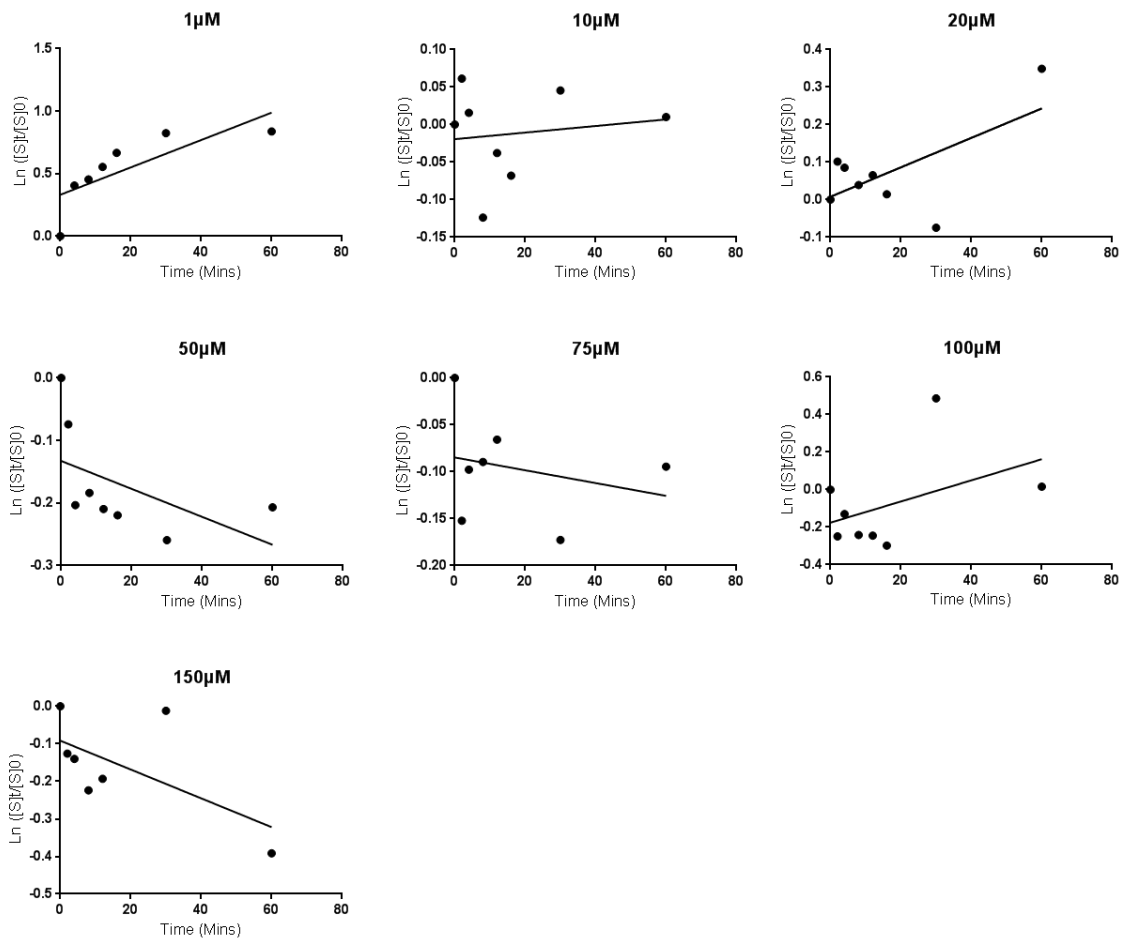 1µM
1.5
1.0
0.5
0.0
0 20 40 60 80
Time (Mins)
Ln ([S]t/[S]0)
10µM
0.10
0.05
0.00
-0.05
-0.10
-0.15
0 20 40 60 80
Time (Mins)
Ln ([S]t/[S]0)
20µM
0.4
0.3
0.2
0.1
0.0
-0.1
0 20 40 60 80
Time (Mins)
Ln ([S]t/[S]0)
50µM
0.0
-0.1
-0.2
-0.3
0 20 40 60 80
Time (Mins)
Ln ([S]t/[S]0)
75µM
0.00
-0.05
-0.10
-0.15
-0.20
0 20 40 60 80
Time (Mins)
Ln ([S]t/[S]0)
100µM
0.6
0.4
0.2
0.0
-0.2
-0.4
0 20 40 60 80
Time (Mins)
Ln ([S]t/[S]0)
150µM
0.0
-0.1
-0.2
-0.3
-0.4
-0.5
0 20 40 60 80
Time (Mins)
Ln ([S]t/[S]0)